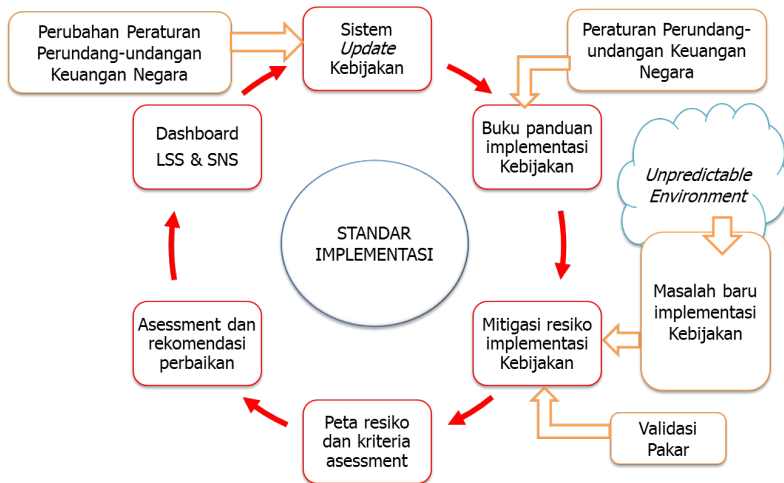 Perubahan Peraturan
Perundang-undangan
Keuangan Negara
Sistem
Update
Kebijakan
Peraturan Perundang-
undangan Keuangan
Negara
Dashboard
LSS & SNS
Buku panduan
implementasi
Kebijakan
Unpredictable
Environment
STANDAR
IMPLEMENTASI
Masalah baru
implementasi
Kebijakan
Asessment dan
rekomendasi
perbaikan
Mitigasi resiko
implementasi
Kebijakan
Peta resiko
dan kriteria
asessment
Validasi
Pakar